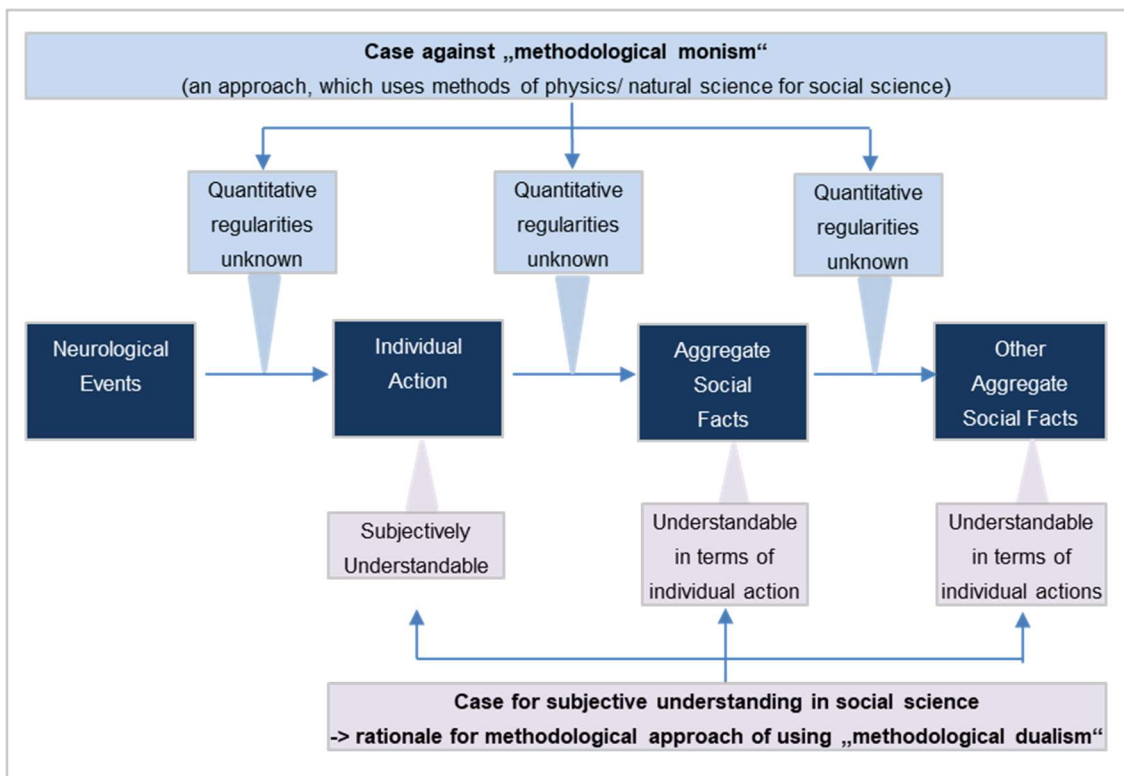 Case against „methodological monism“
(an approach, which uses methods of physics/ natural science for social science)
Quantitative
regularities
unknown
Quantitative
regularities
unknown
Quantitative
regularities
unknown
Neurological
Events
Individual
Action
Aggregate
Social
Facts
Other
Aggregate
Social Facts
Subjectively
Understandable
Understandable
in terms of
individual action
Understandable
in terms of
individual actions
Case for subjective understanding in social science
-> rationale for methodological approach of using „methodological dualism“